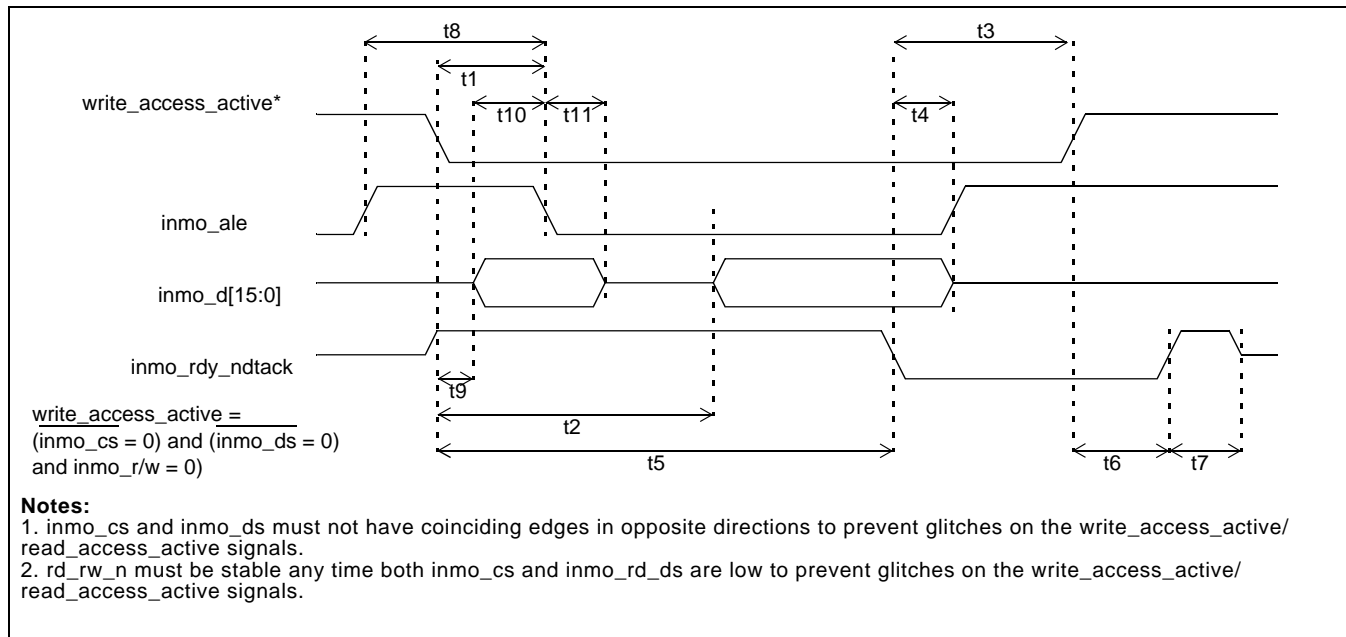 t8
t3
t1
write_access_active*
t10
t11
t4
inmo_ale
inmo_d[15:0]
inmo_rdy_ndtack
t9
write_access_active =
(inmo_cs = 0) and (inmo_ds = 0)
and inmo_r/w = 0)
t2
t5
t6
t7
Notes:
1. inmo_cs and inmo_ds must not have coinciding edges in opposite directions to prevent glitches on the write_access_active/
read_access_active signals.
2. rd_rw_n must be stable any time both inmo_cs and inmo_rd_ds are low to prevent glitches on the write_access_active/
read_access_active signals.